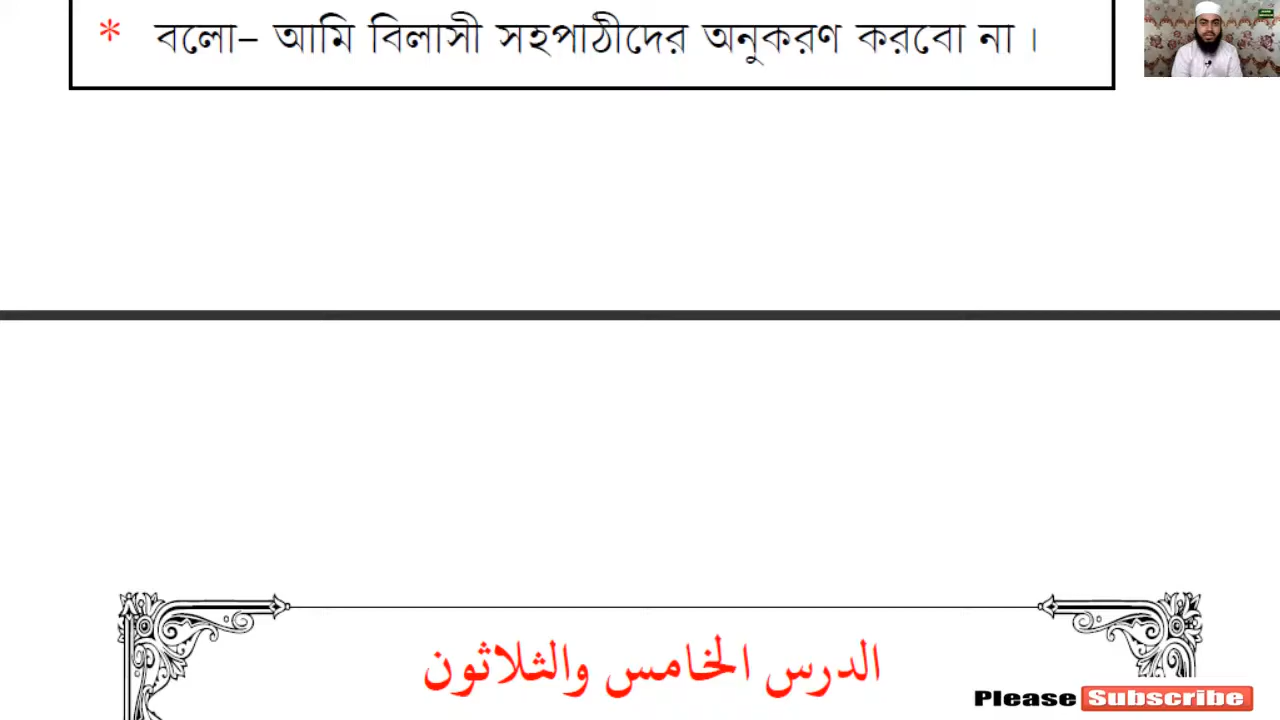 * বলো– আমি বিলাসী সহপাঠীদের অনুকরণ করবো না।
الدرس الخامس والثلاثون
Please Subscribe